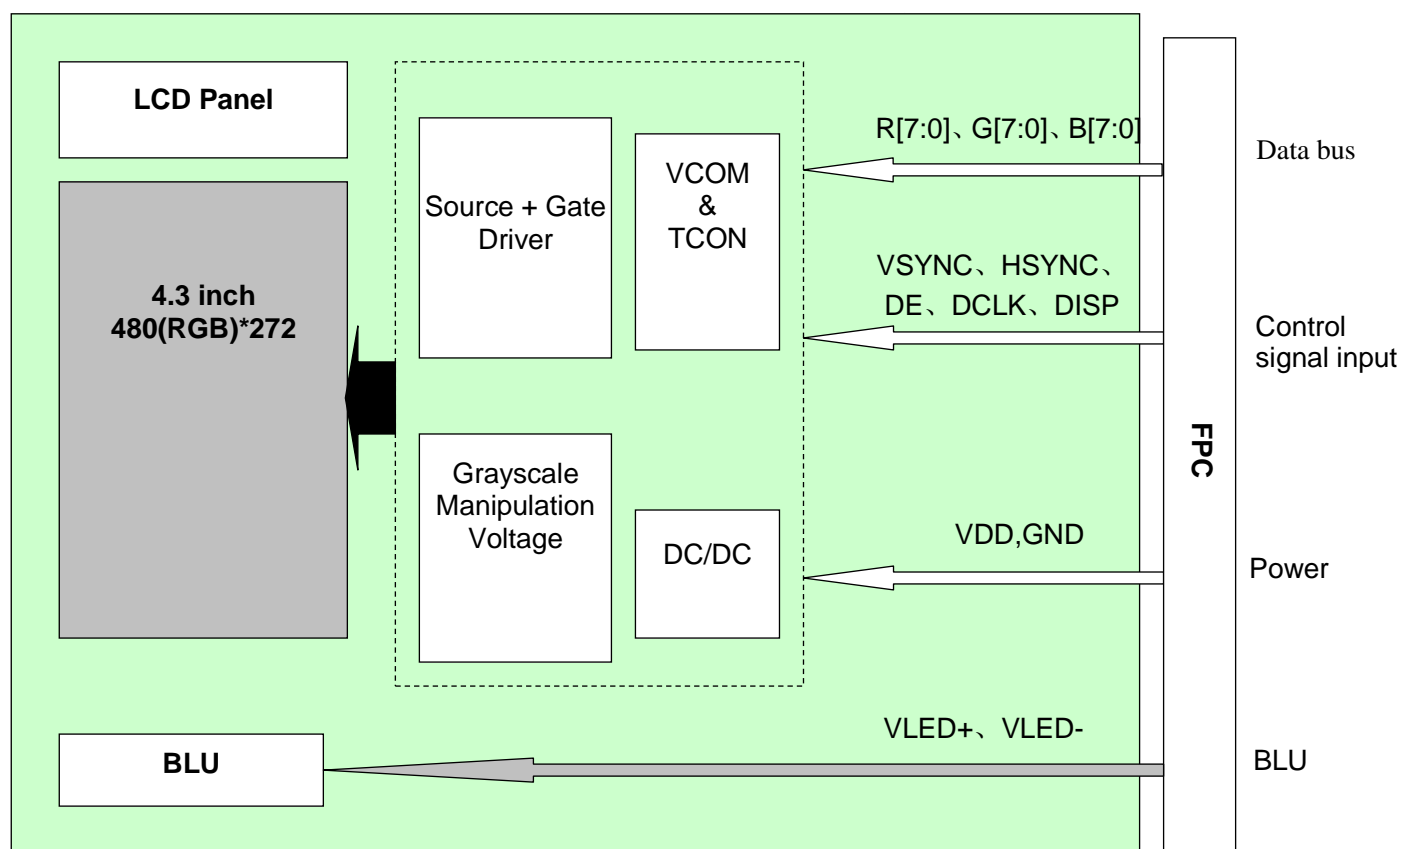 LCD Panel
4.3 inch
480(RGB)*272
Source + Gate
Driver
VCOM
&
TCON
Grayscale
Manipulation
Voltage
DC/DC
BLU
R[7:0]、G[7:0]、B[7:0]
VSYNC、HSYNC、
DE、DCLK、DISP
VDD,GND
VLED+、VLED-
FPC
Data bus
Control
signal input
Power
BLU